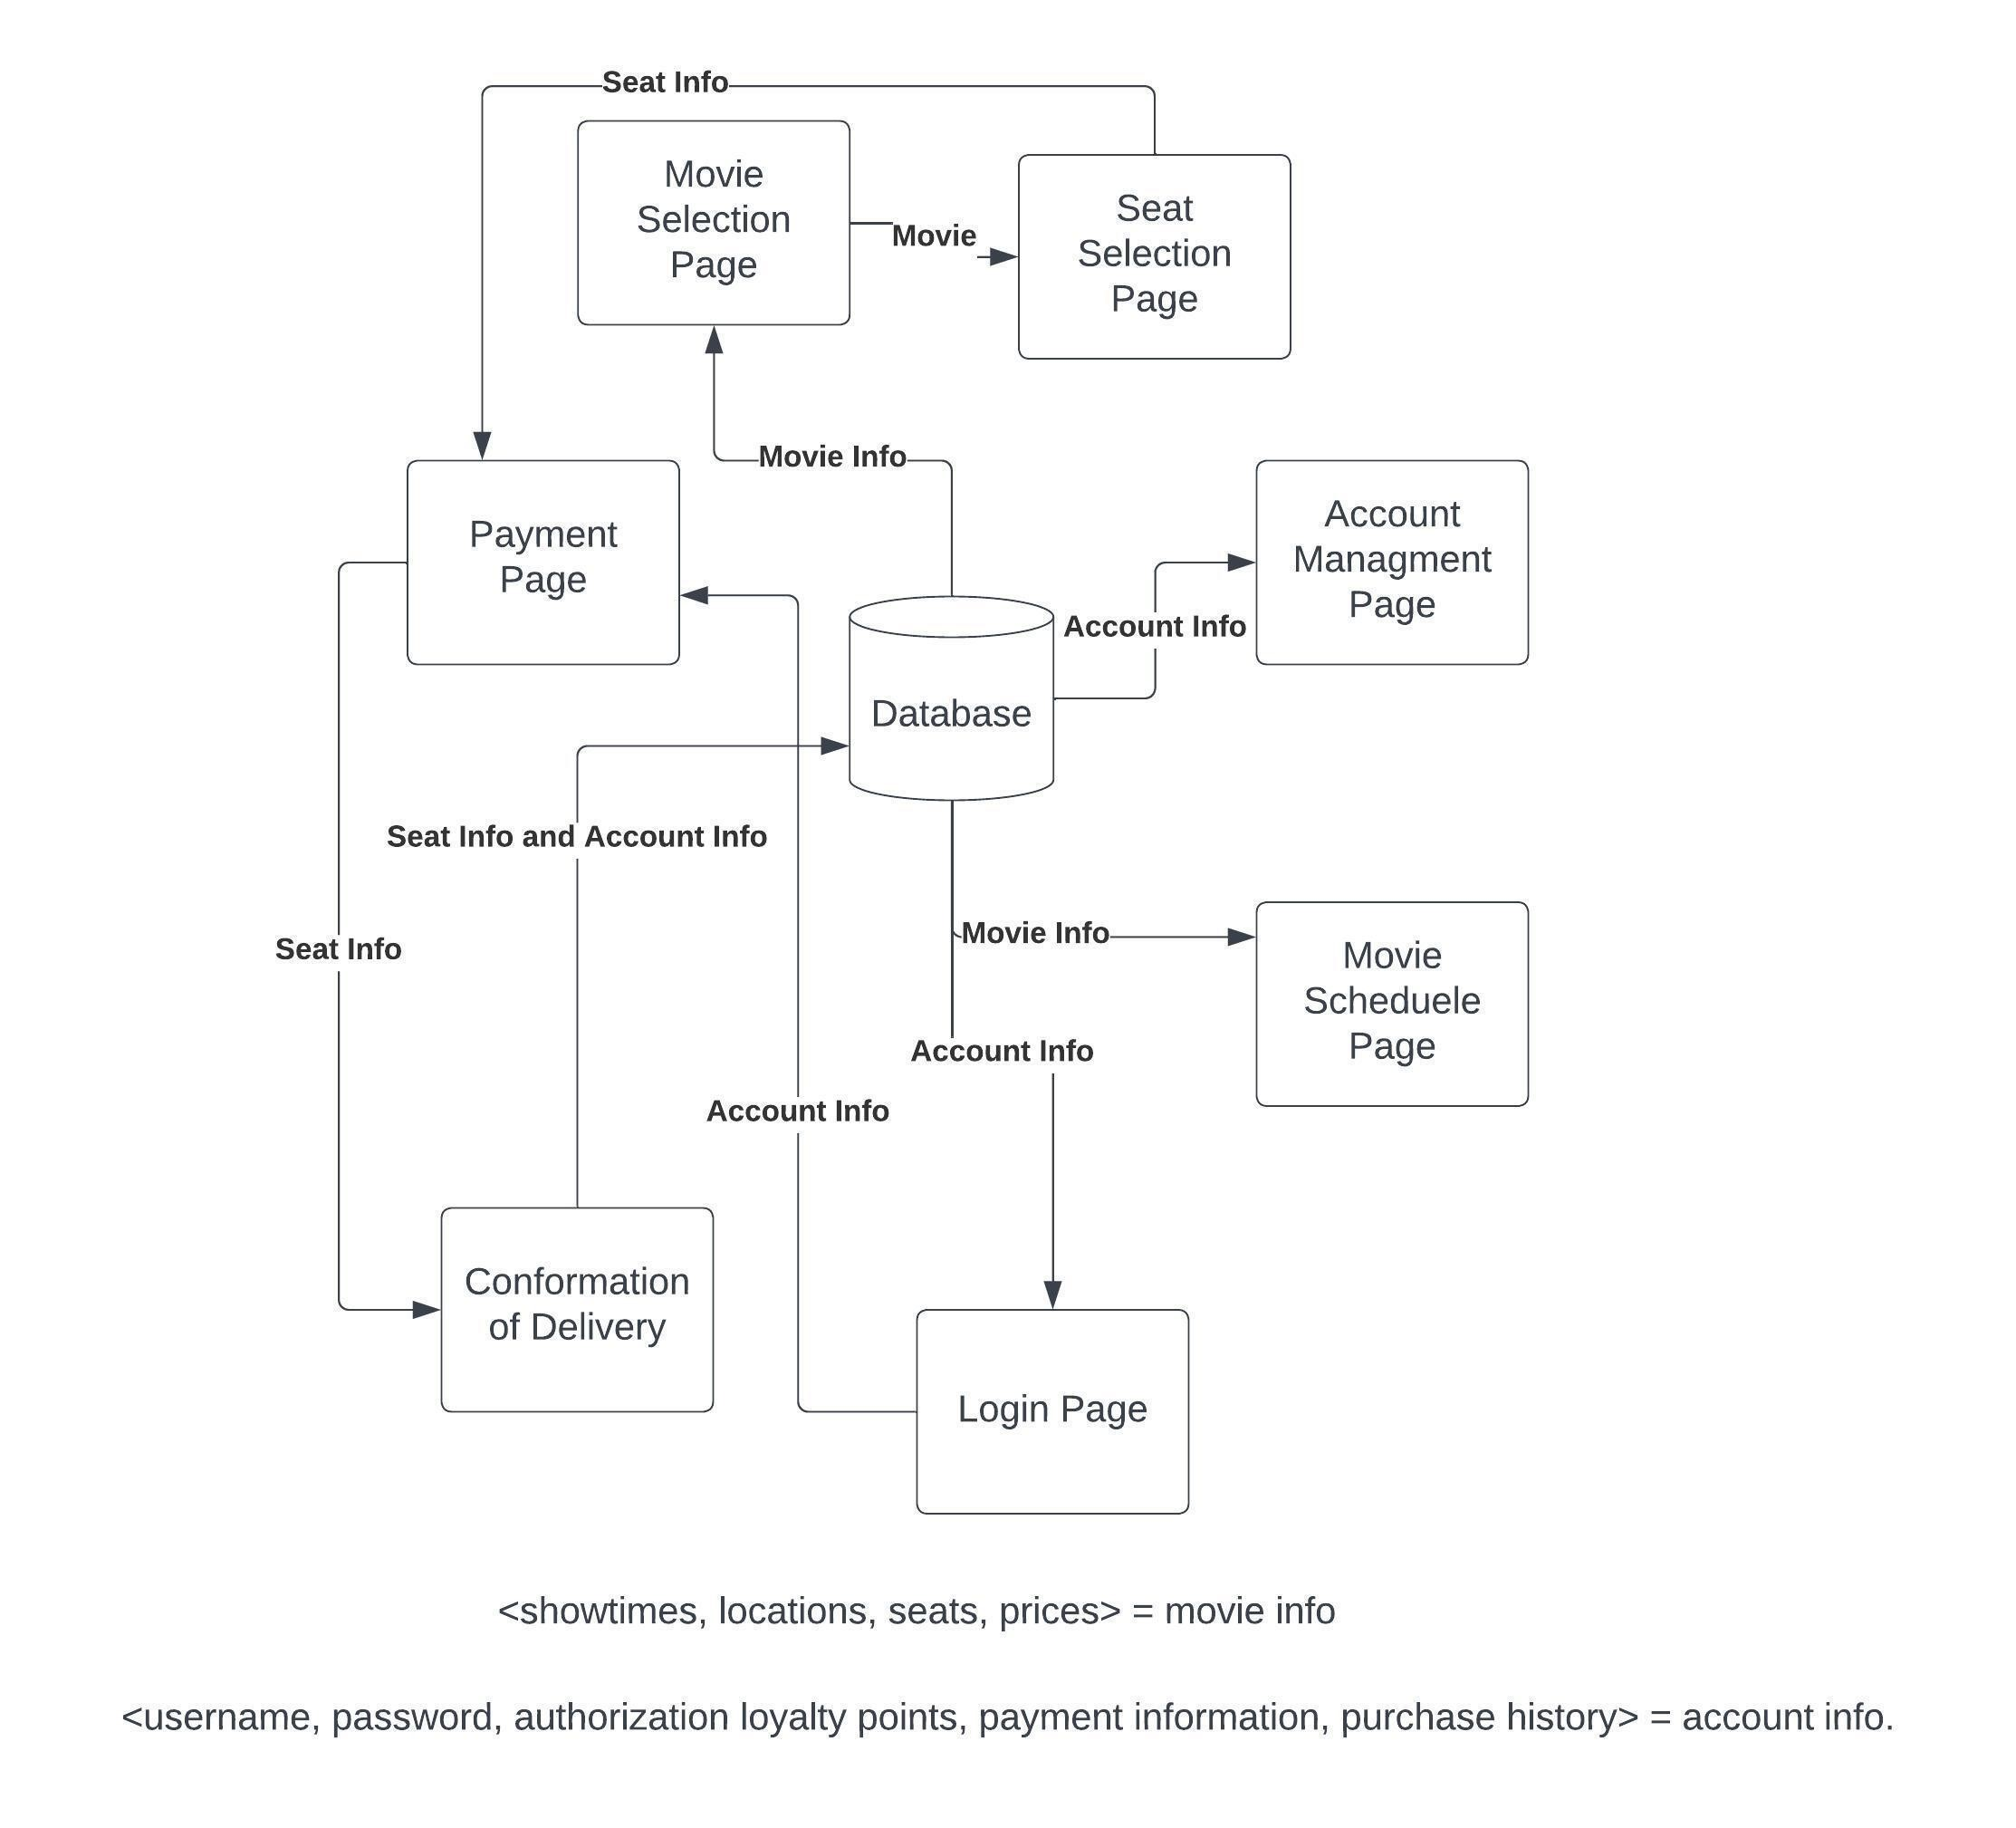 Seat Info
Movie
Selection
Page
Movie
Seat
Selection
Page
Movie Info
Payment
Page
Account
Managment
Page
Account Info
Database
Seat Info and Account Info
Seat Info
Movie Info
Movie
Scheduele
Page
Account Info
Account Info
Conformation
of Delivery
Login Page
<showtimes, locations, seats, prices> = movie info
<username, password, authorization loyalty points, payment information, purchase history> = account info.